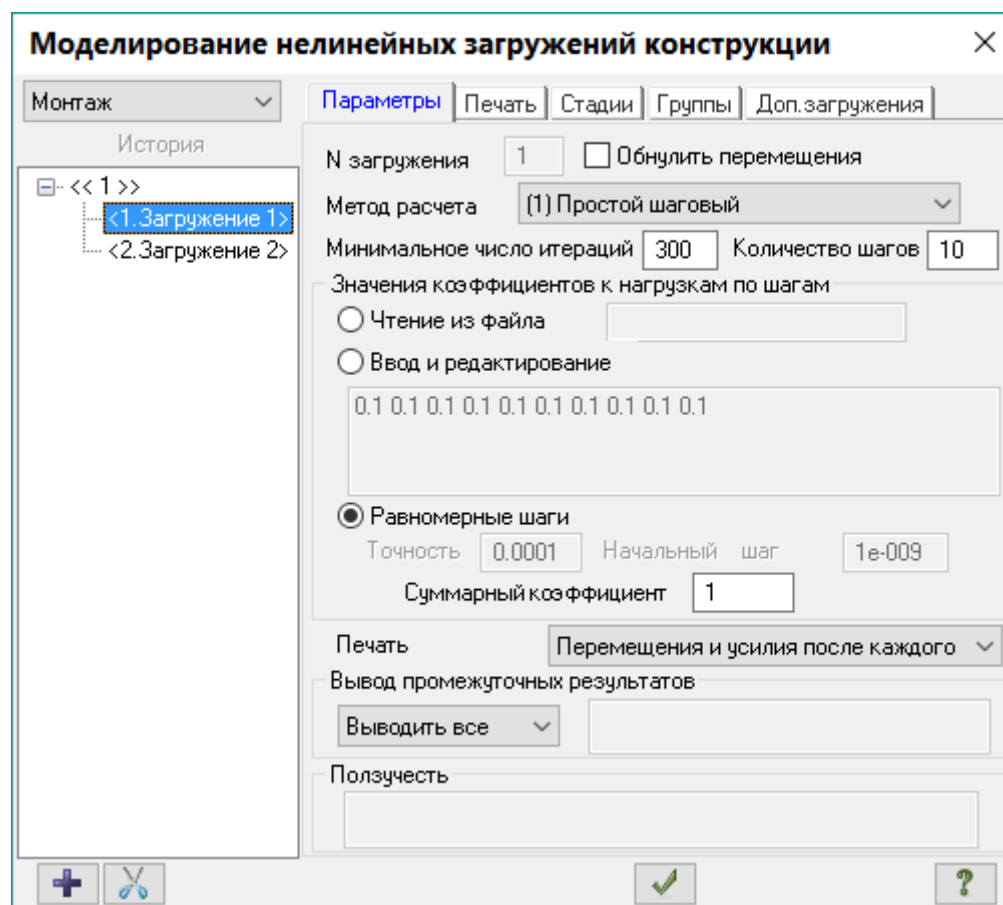 Моделирование нелинейных загружений конструкции
Монтаж
Параметры Печать Стадии Группы Доп.загружения
История
<< 1 >>
<1.Загружение 1>
<2.Загружение 2>
N загружения 1 Обнулить перемещения
Метод расчета (1) Простой шаговый
Минимальное число итераций 300 Количество шагов 10
Значения коэффициентов к нагрузкам по шагам
Чтение из файла
Ввод и редактирование
0.1 0.1 0.1 0.1 0.1 0.1 0.1 0.1 0.1 0.1
Равномерные шаги
Точность 0.0001 Начальный шаг 1e-009
Суммарный коэффициент 1
Печать Перемещения и усилия после каждого
Вывод промежуточных результатов
Выводить все
Ползучесть
?